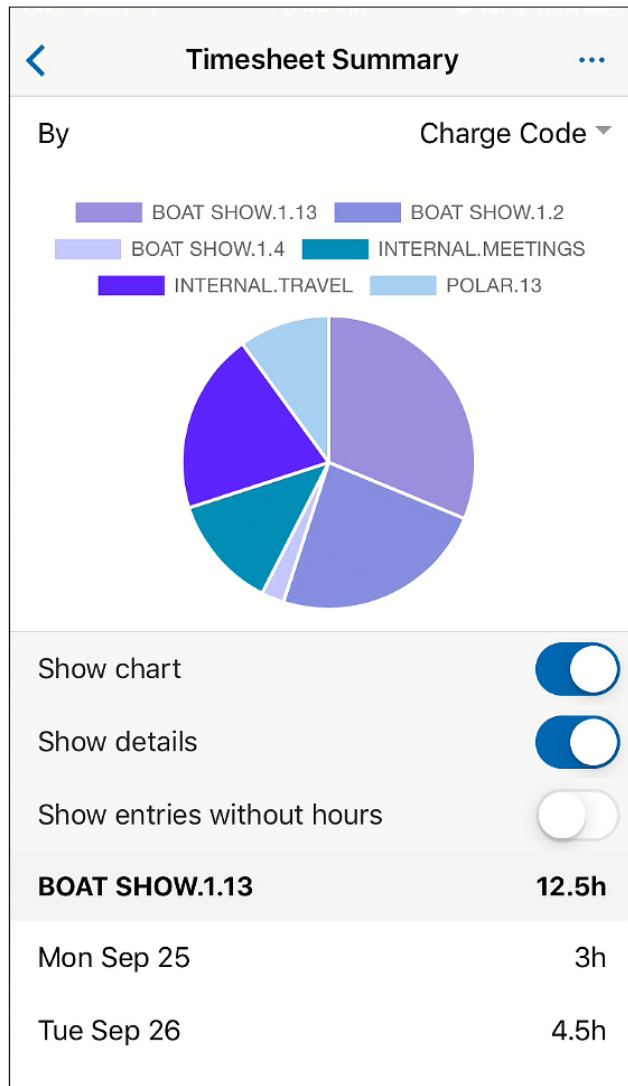 Timesheet Summary
By Charge Code
BOAT SHOW.1.13 BOAT SHOW.1.2
BOAT SHOW.1.4 INTERNAL.MEETINGS
INTERNAL.TRAVEL POLAR.13
Show chart
Show details
Show entries without hours
BOAT SHOW.1.13 12.5h
Mon Sep 25 3h
Tue Sep 26 4.5h